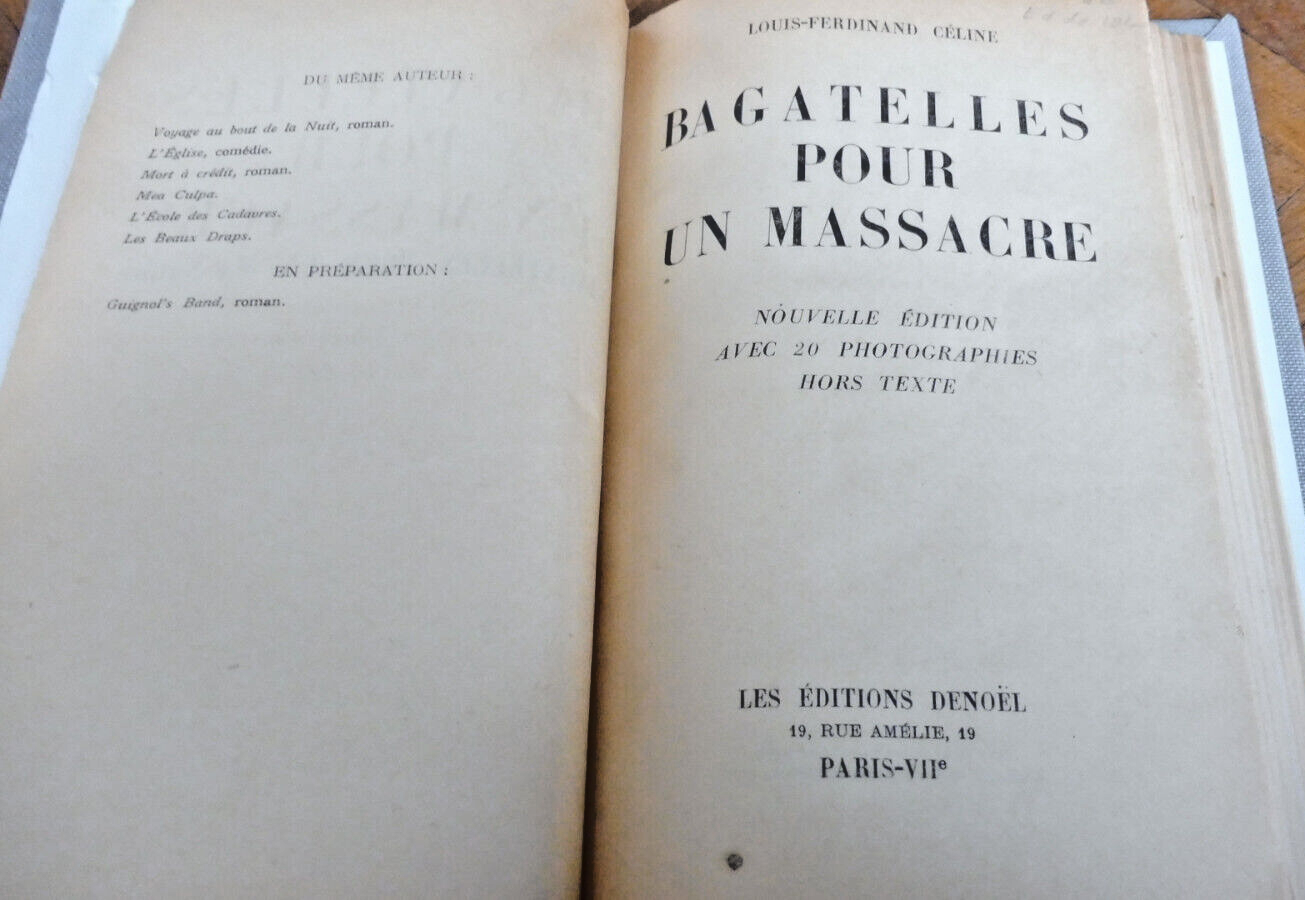 DU MÊME AUTEUR :
Voyage au bout de la Nuit, roman.
L'Église, comédie.
Mort à crédit, roman.
Mea Culpa.
L'École des Cadavres.
Les Beaux Draps.
EN PRÉPARATION :
Guignol's Band, roman.
LOUIS-FERDINAND CÉLINE
BAGATELLES
POUR
UN MASSACRE
NOUVELLE ÉDITION
AVEC 20 PHOTOGRAPHIES
HORS TEXTE
LES ÉDITIONS DENOËL
19, RUE AMÉLIE, 19
PARIS-VIIe